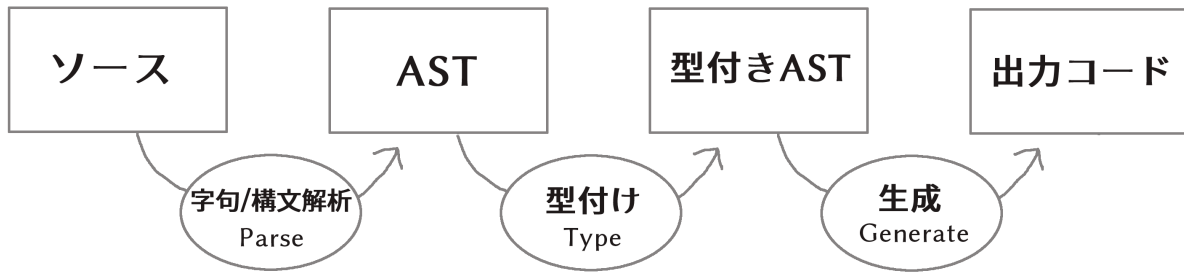 ソース
AST
型付きAST
出力コード
字句/構文解析
Parse
型付け
Type
生成
Generate